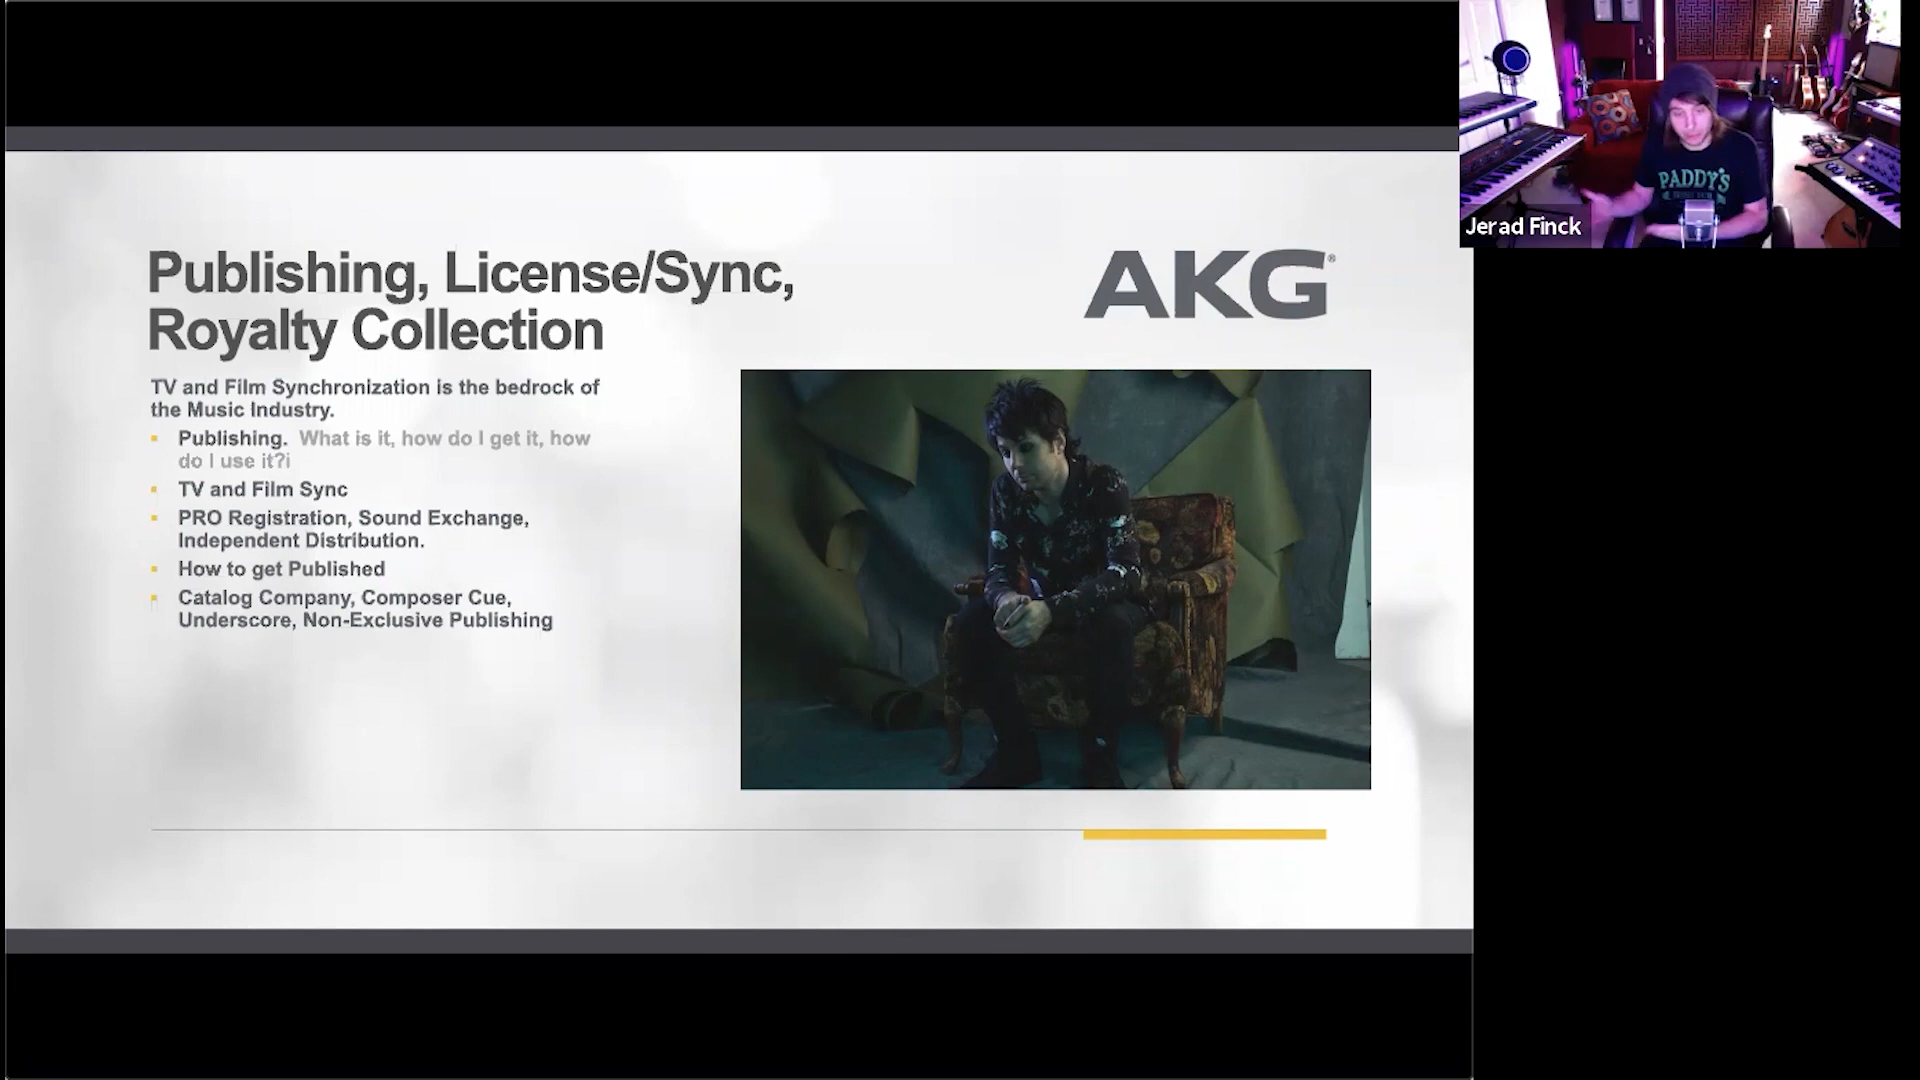 Publishing, License/Sync,
Royalty Collection
AKG®
TV and Film Synchronization is the bedrock of
the Music Industry.
▪ Publishing. What is it, how do I get it, how
do I use it?i
▪ TV and Film Sync
▪ PRO Registration, Sound Exchange,
Independent Distribution.
▪ How to get Published
▪ Catalog Company, Composer Cue,
Underscore, Non-Exclusive Publishing
PADDY'S
Jerad Finck